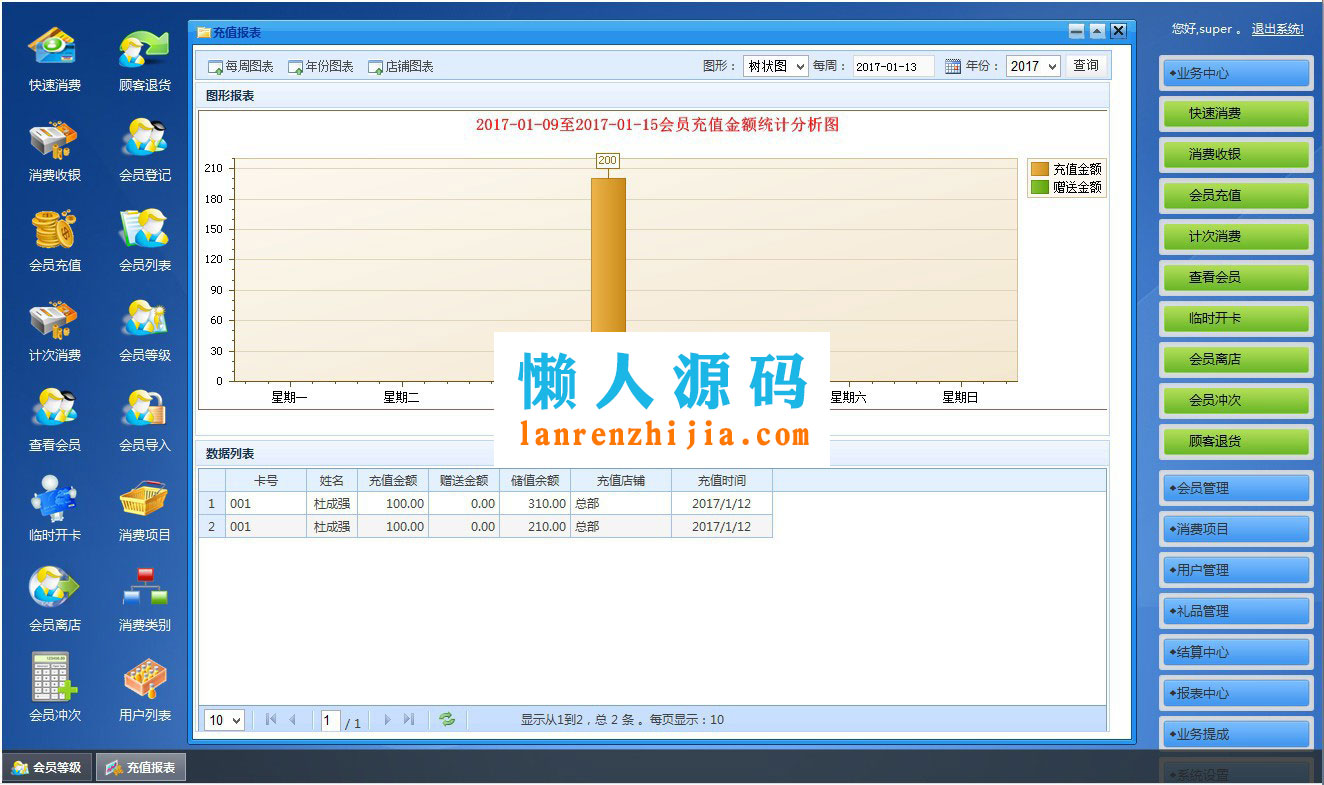 快速消费
顾客退货
消费收银
会员登记
会员充值
会员列表
计次消费
会员等级
查看会员
会员导入
临时开卡
消费项目
会员离店
消费类别
会员冲次
用户列表
充值报表
每周图表 年份图表 店铺图表 图形： 树状图 每周： 2017-01-13 年份： 2017 查询
图形报表
2017-01-09至2017-01-15会员充值金额统计分析图
210
180
150
120
90
60
30
0
200
充值金额
赠送金额
星期一 星期二 星期六 星期日
懒人源码
lanrenzhijia.com
数据列表
卡号 姓名 充值金额 赠送金额 储值余额 充值店铺 充值时间
1 001 杜成强 100.00 0.00 310.00 总部 2017/1/12
2 001 杜成强 100.00 0.00 210.00 总部 2017/1/12
10 1 / 1 显示从1到2，总 2 条 。每页显示：10
您好,super 。 退出系统!
业务中心
快速消费
消费收银
会员充值
计次消费
查看会员
临时开卡
会员离店
会员冲次
顾客退货
会员管理
消费项目
用户管理
礼品管理
结算中心
报表中心
业务提成
系统设置
会员等级 充值报表